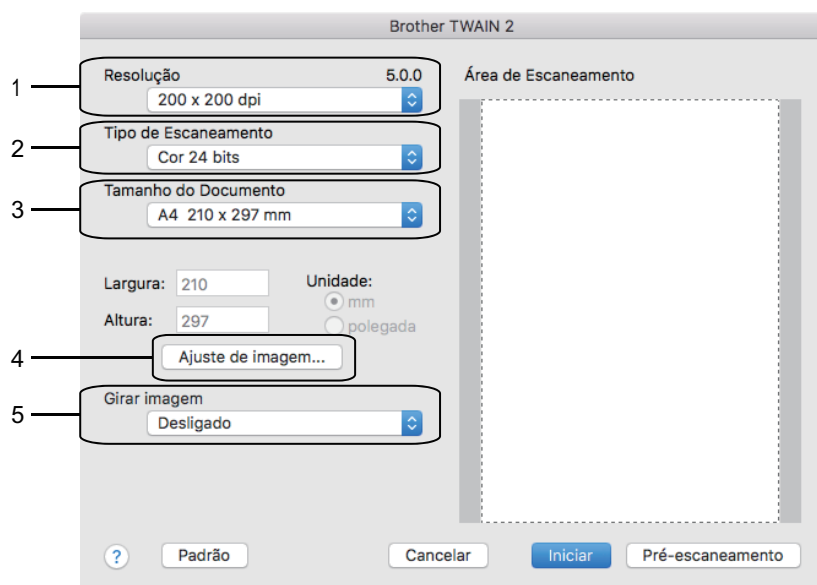 Brother TWAIN 2
1
Resolução 5.0.0
200 x 200 dpi
2
Tipo de Escaneamento
Cor 24 bits
3
Tamanho do Documento
A4 210 x 297 mm
Largura: 210
Altura: 297
Unidade:
mm
polegada
4
Ajuste de imagem...
5
Girar imagem
Desligado
Área de Escaneamento
? Padrão Cancelar Iniciar Pré-escaneamento